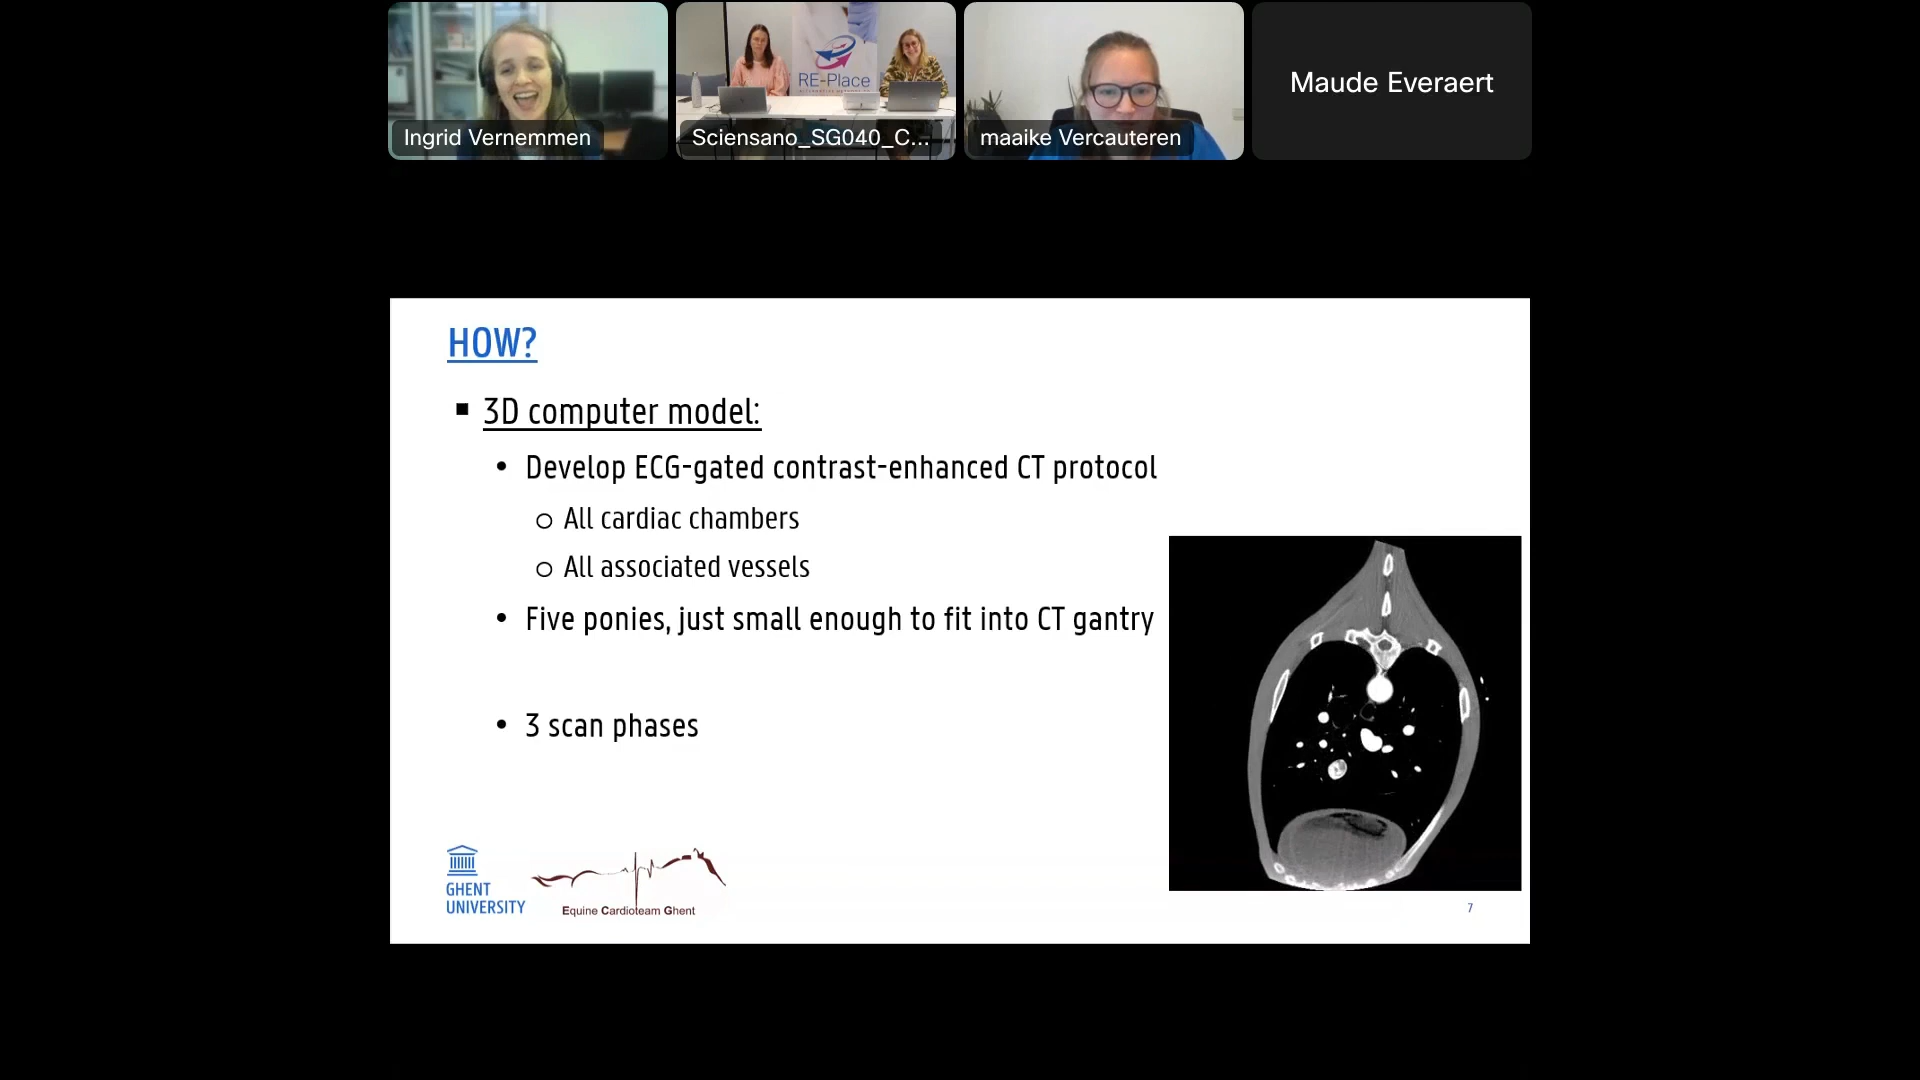 Ingrid Vernemmen
RE-Place
Sciensano_SG040_C...
maaike Vercauteren
Maude Everaert
HOW?
3D computer model:
Develop ECG-gated contrast-enhanced CT protocol
All cardiac chambers
All associated vessels
Five ponies, just small enough to fit into CT gantry
3 scan phases
GHENT
UNIVERSITY
Equine Cardioteam Ghent
7